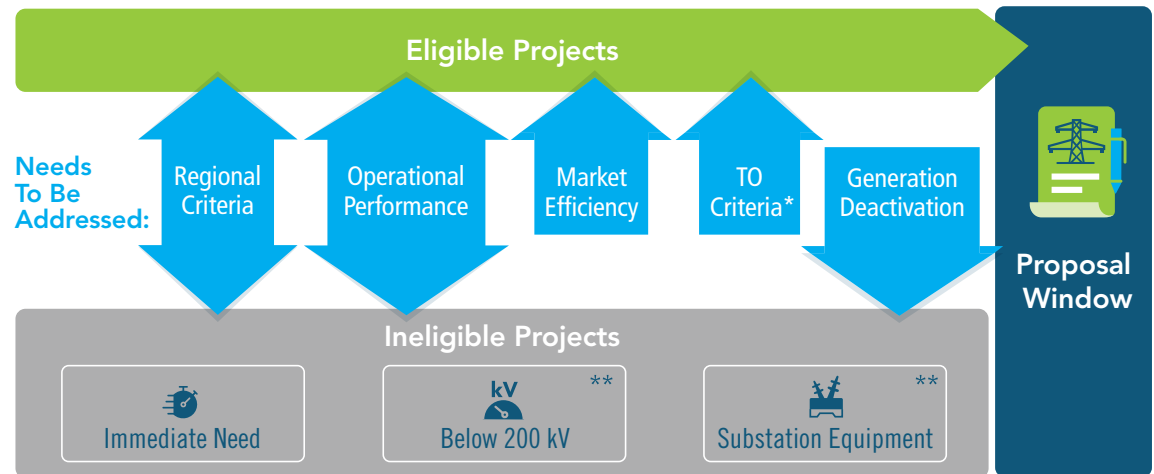 Eligible Projects
Needs
To Be
Addressed:
Regional
Criteria
Operational
Performance
Market
Efficiency
TO
Criteria*
Generation
Deactivation
Proposal
Window
Ineligible Projects
Immediate Need
kV
**
Below 200 kV
**
Substation Equipment